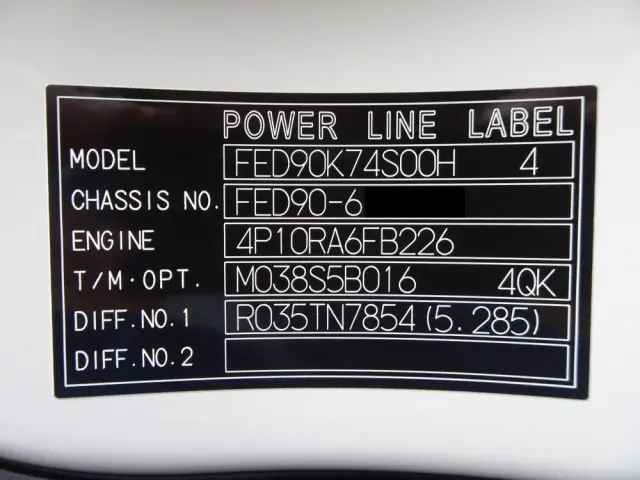 POWER LINE LABEL
MODEL FED90K74S00H 4
CHASSIS NO. FED90-6
ENGINE 4P10RA6FB226
T/M·OPT. M038S5B016 4QK
DIFF.NO.1 R035TN7854(5.285)
DIFF.NO.2